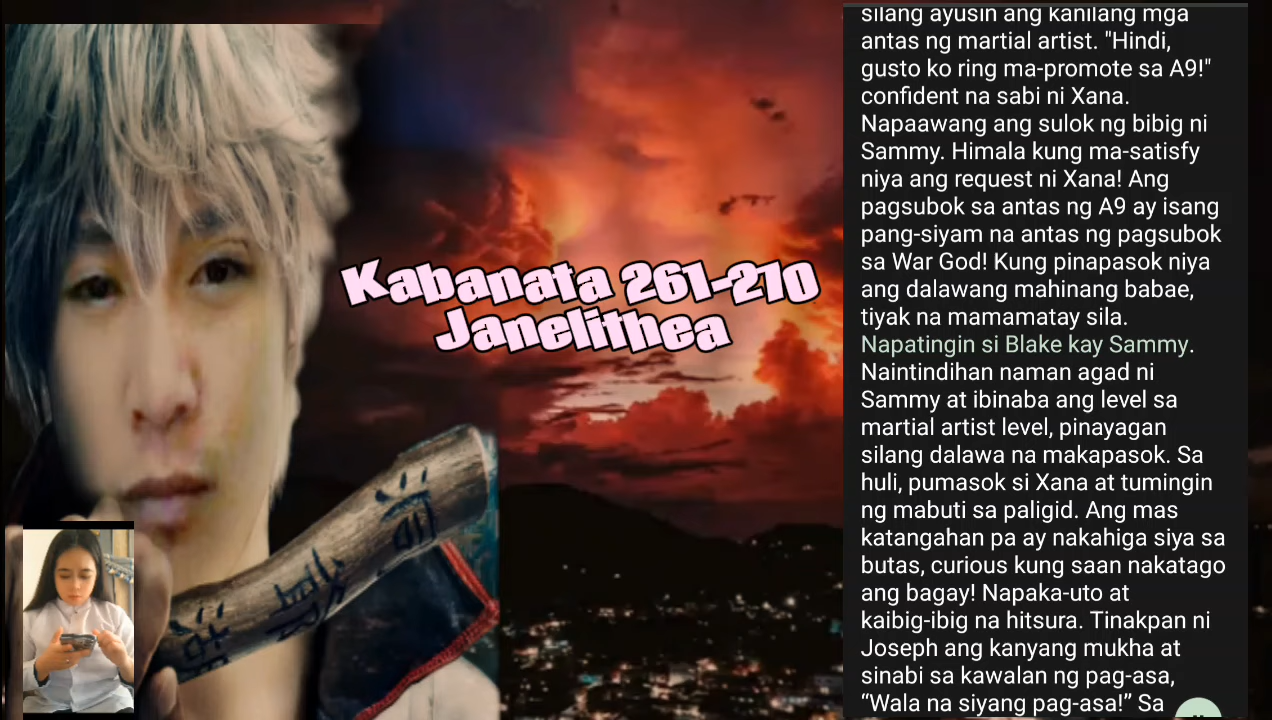 Kabanata 261-270
Janelithea
silang ayusin ang kanilang mga
antas ng martial artist. "Hindi,
gusto ko ring ma-promote sa A9!"
confident na sabi ni Xana.
Napaawang ang sulok ng bibig ni
Sammy. Himala kung ma-satisfy
niya ang request ni Xana! Ang
pagsubok sa antas ng A9 ay isang
pang-siyam na antas ng pagsubok
sa War God! Kung pinapasok niya
ang dalawang mahinang babae,
tiyak na mamamatay sila.
Napatingin si Blake kay Sammy.
Naintindihan naman agad ni
Sammy at ibinaba ang level sa
martial artist level, pinayagan
silang dalawa na makapasok. Sa
huli, pumasok si Xana at tumingin
ng mabuti sa paligid. Ang mas
katangahan pa ay nakahiga siya sa
butas, curious kung saan nakatago
ang bagay! Napaka-uto at
kaibig-ibig na hitsura. Tinakpan ni
Joseph ang kanyang mukha at
sinabi sa kawalan ng pag-asa,
“Wala na siyang pag-asa!” Sa